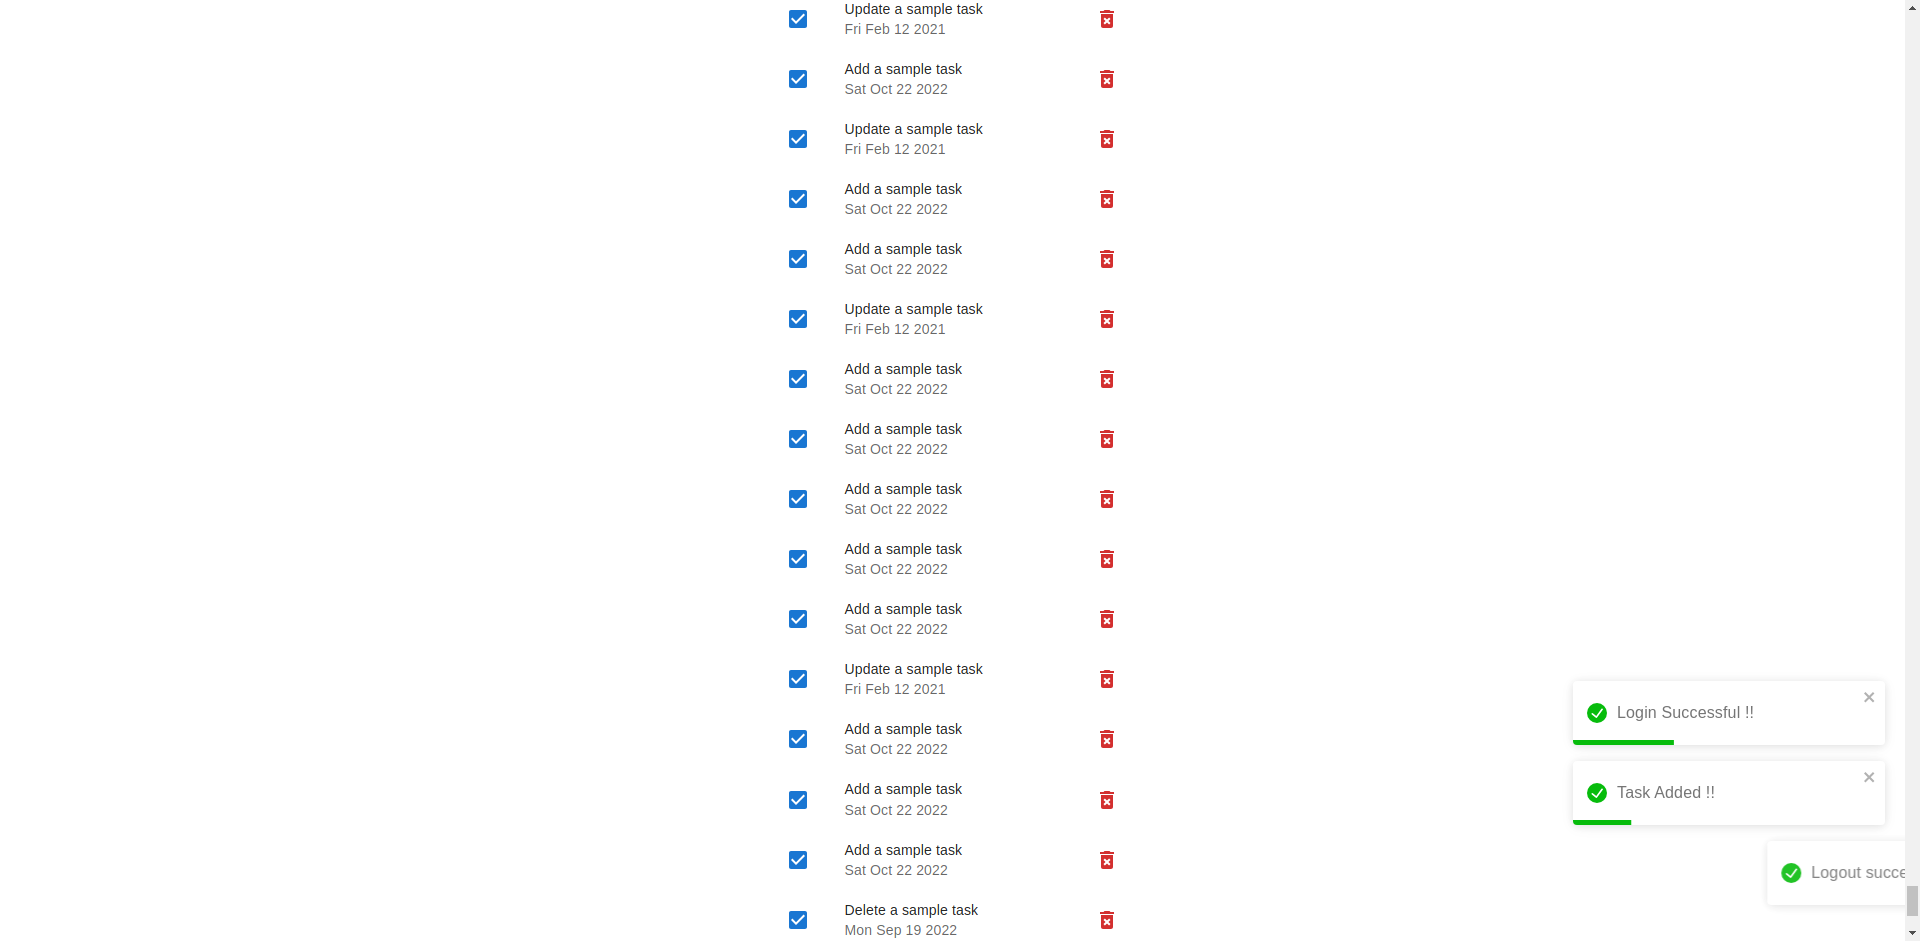 Update a sample task
Fri Feb 12 2021
Add a sample task
Sat Oct 22 2022
Update a sample task
Fri Feb 12 2021
Add a sample task
Sat Oct 22 2022
Add a sample task
Sat Oct 22 2022
Update a sample task
Fri Feb 12 2021
Add a sample task
Sat Oct 22 2022
Add a sample task
Sat Oct 22 2022
Add a sample task
Sat Oct 22 2022
Add a sample task
Sat Oct 22 2022
Add a sample task
Sat Oct 22 2022
Update a sample task
Fri Feb 12 2021
Add a sample task
Sat Oct 22 2022
Add a sample task
Sat Oct 22 2022
Add a sample task
Sat Oct 22 2022
Delete a sample task
Mon Sep 19 2022
Login Successful !!
Task Added !!
Logout succe